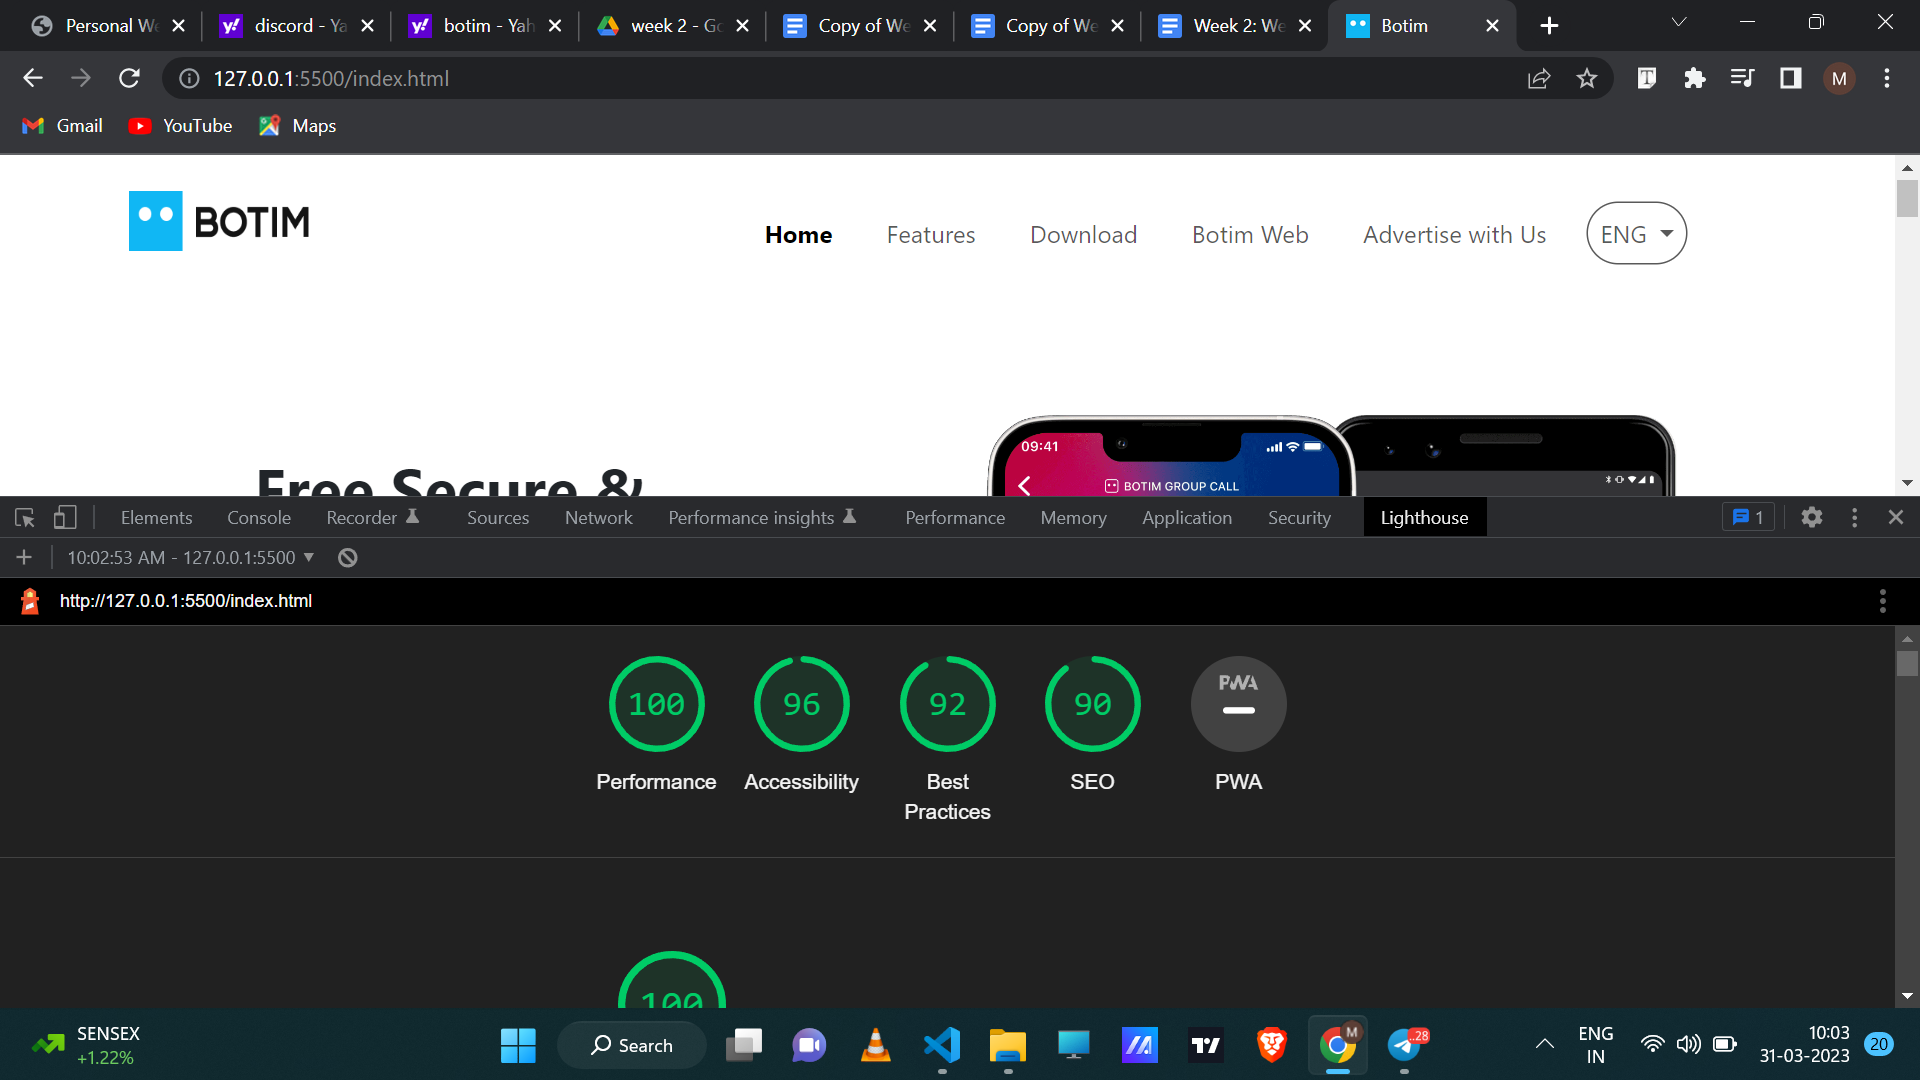 Personal We
discord - Ya
botim - Yah
week 2 - Go
Copy of We
Copy of We
Week 2: We
Botim
127.0.0.1:5500/index.html
M
Gmail
YouTube
Maps
BOTIM
Home
Features
Download
Botim Web
Advertise with Us
ENG
Free Secure &
09:41
BOTIM GROUP CALL
Elements
Console
Recorder
Sources
Network
Performance insights
Performance
Memory
Application
Security
Lighthouse
1
10:02:53 AM - 127.0.0.1:5500
http://127.0.0.1:5500/index.html
100
96
92
90
PWA
Performance
Accessibility
Best
Practices
SEO
PWA
100
SENSEX
+1.22%
Search
M
..28
ENG
IN
10:03
31-03-2023
20